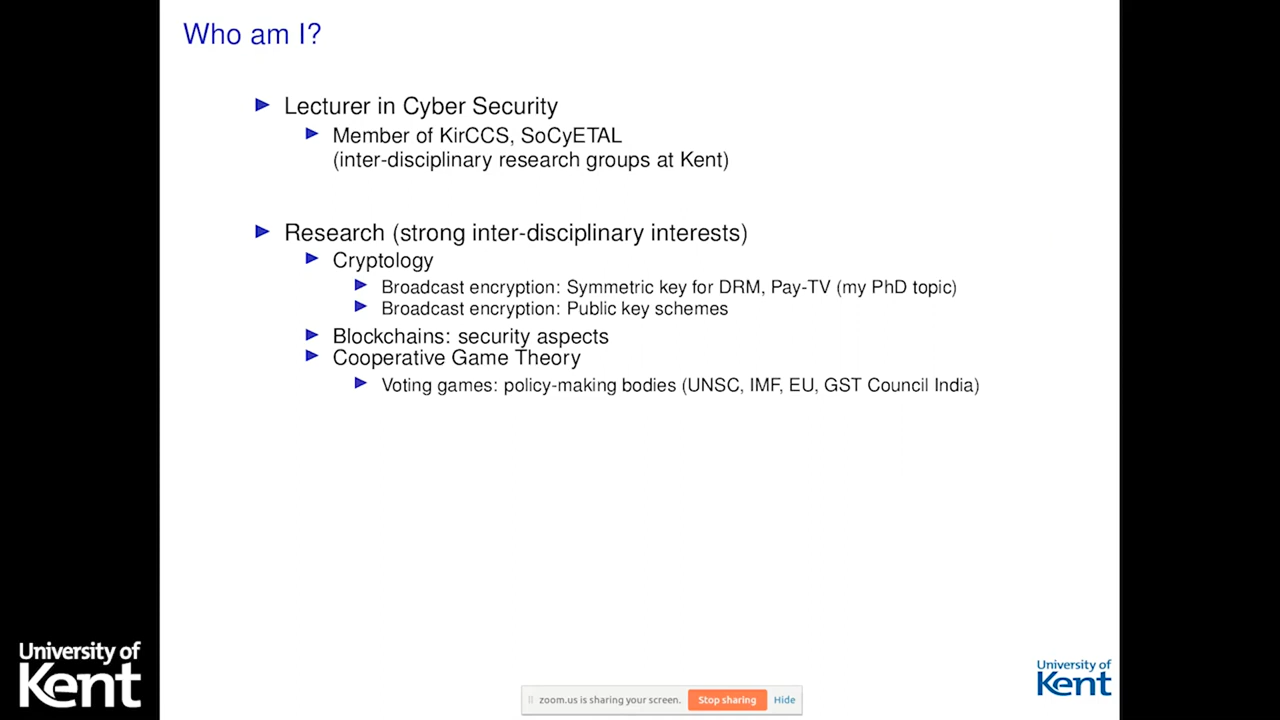 Who am I?
Lecturer in Cyber Security
Member of KirCCS, SoCyETAL
(inter-disciplinary research groups at Kent)
Research (strong inter-disciplinary interests)
Cryptology
Broadcast encryption: Symmetric key for DRM, Pay-TV (my PhD topic)
Broadcast encryption: Public key schemes
Blockchains: security aspects
Cooperative Game Theory
Voting games: policy-making bodies (UNSC, IMF, EU, GST Council India)
University of
Kent
University of
Kent
zoom.us is sharing your screen. Stop sharing Hide